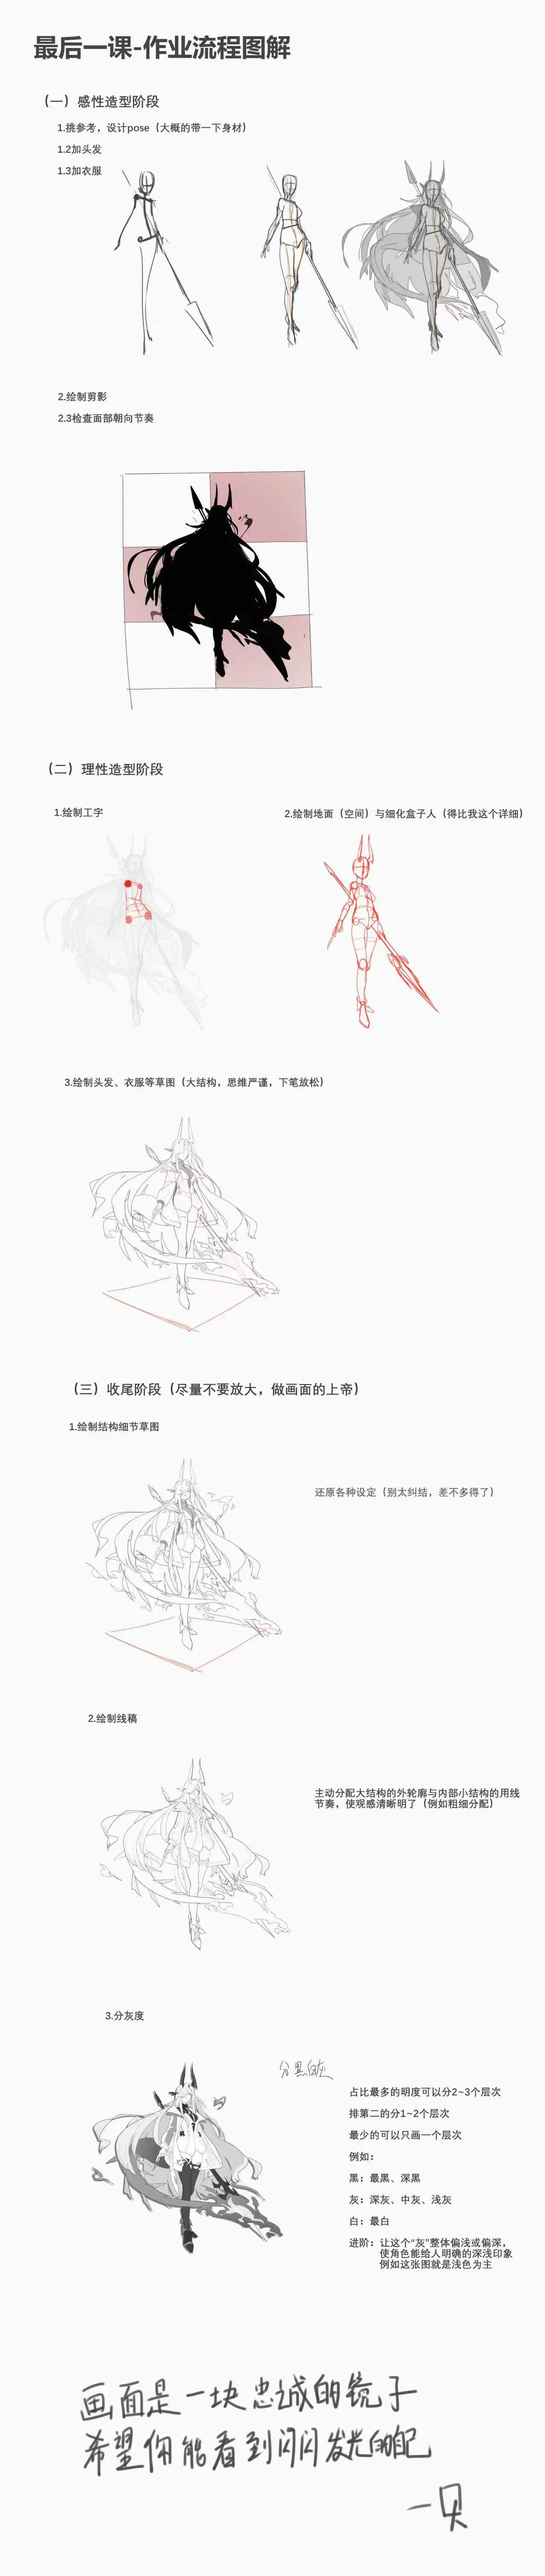 最后一课-作业流程图解
（一）感性造型阶段
1.挑参考，设计pose（大概的带一下身材）
1.2加头发
1.3加衣服
2.绘制剪影
2.3检查面部朝向节奏
（二）理性造型阶段
1.绘制工字
2.绘制地面（空间）与细化盒子人（得比我这个详细）
3.绘制头发、衣服等草图（大结构，思维严谨，下笔放松）
（三）收尾阶段（尽量不要放大，做画面的上帝）
1.绘制结构细节草图
还原各种设定（别太纠结，差不多得了）
2.绘制线稿
主动分配大结构的外轮廓与内部小结构的用线
节奏，使观感清晰明了（例如粗细分配）
3.分灰度
分黑白灰
占比最多的明度可以分2~3个层次
排第二的分1~2个层次
最少的可以只画一个层次
例如：
黑：最黑、深黑
灰：深灰、中灰、浅灰
白：最白
进阶：让这个“灰”整体偏浅或偏深，
使角色能给人明确的深浅印象
例如这张图就是浅色为主
画面是一块忠诚的镜子
希望你能看到闪闪发光的自己
一贝